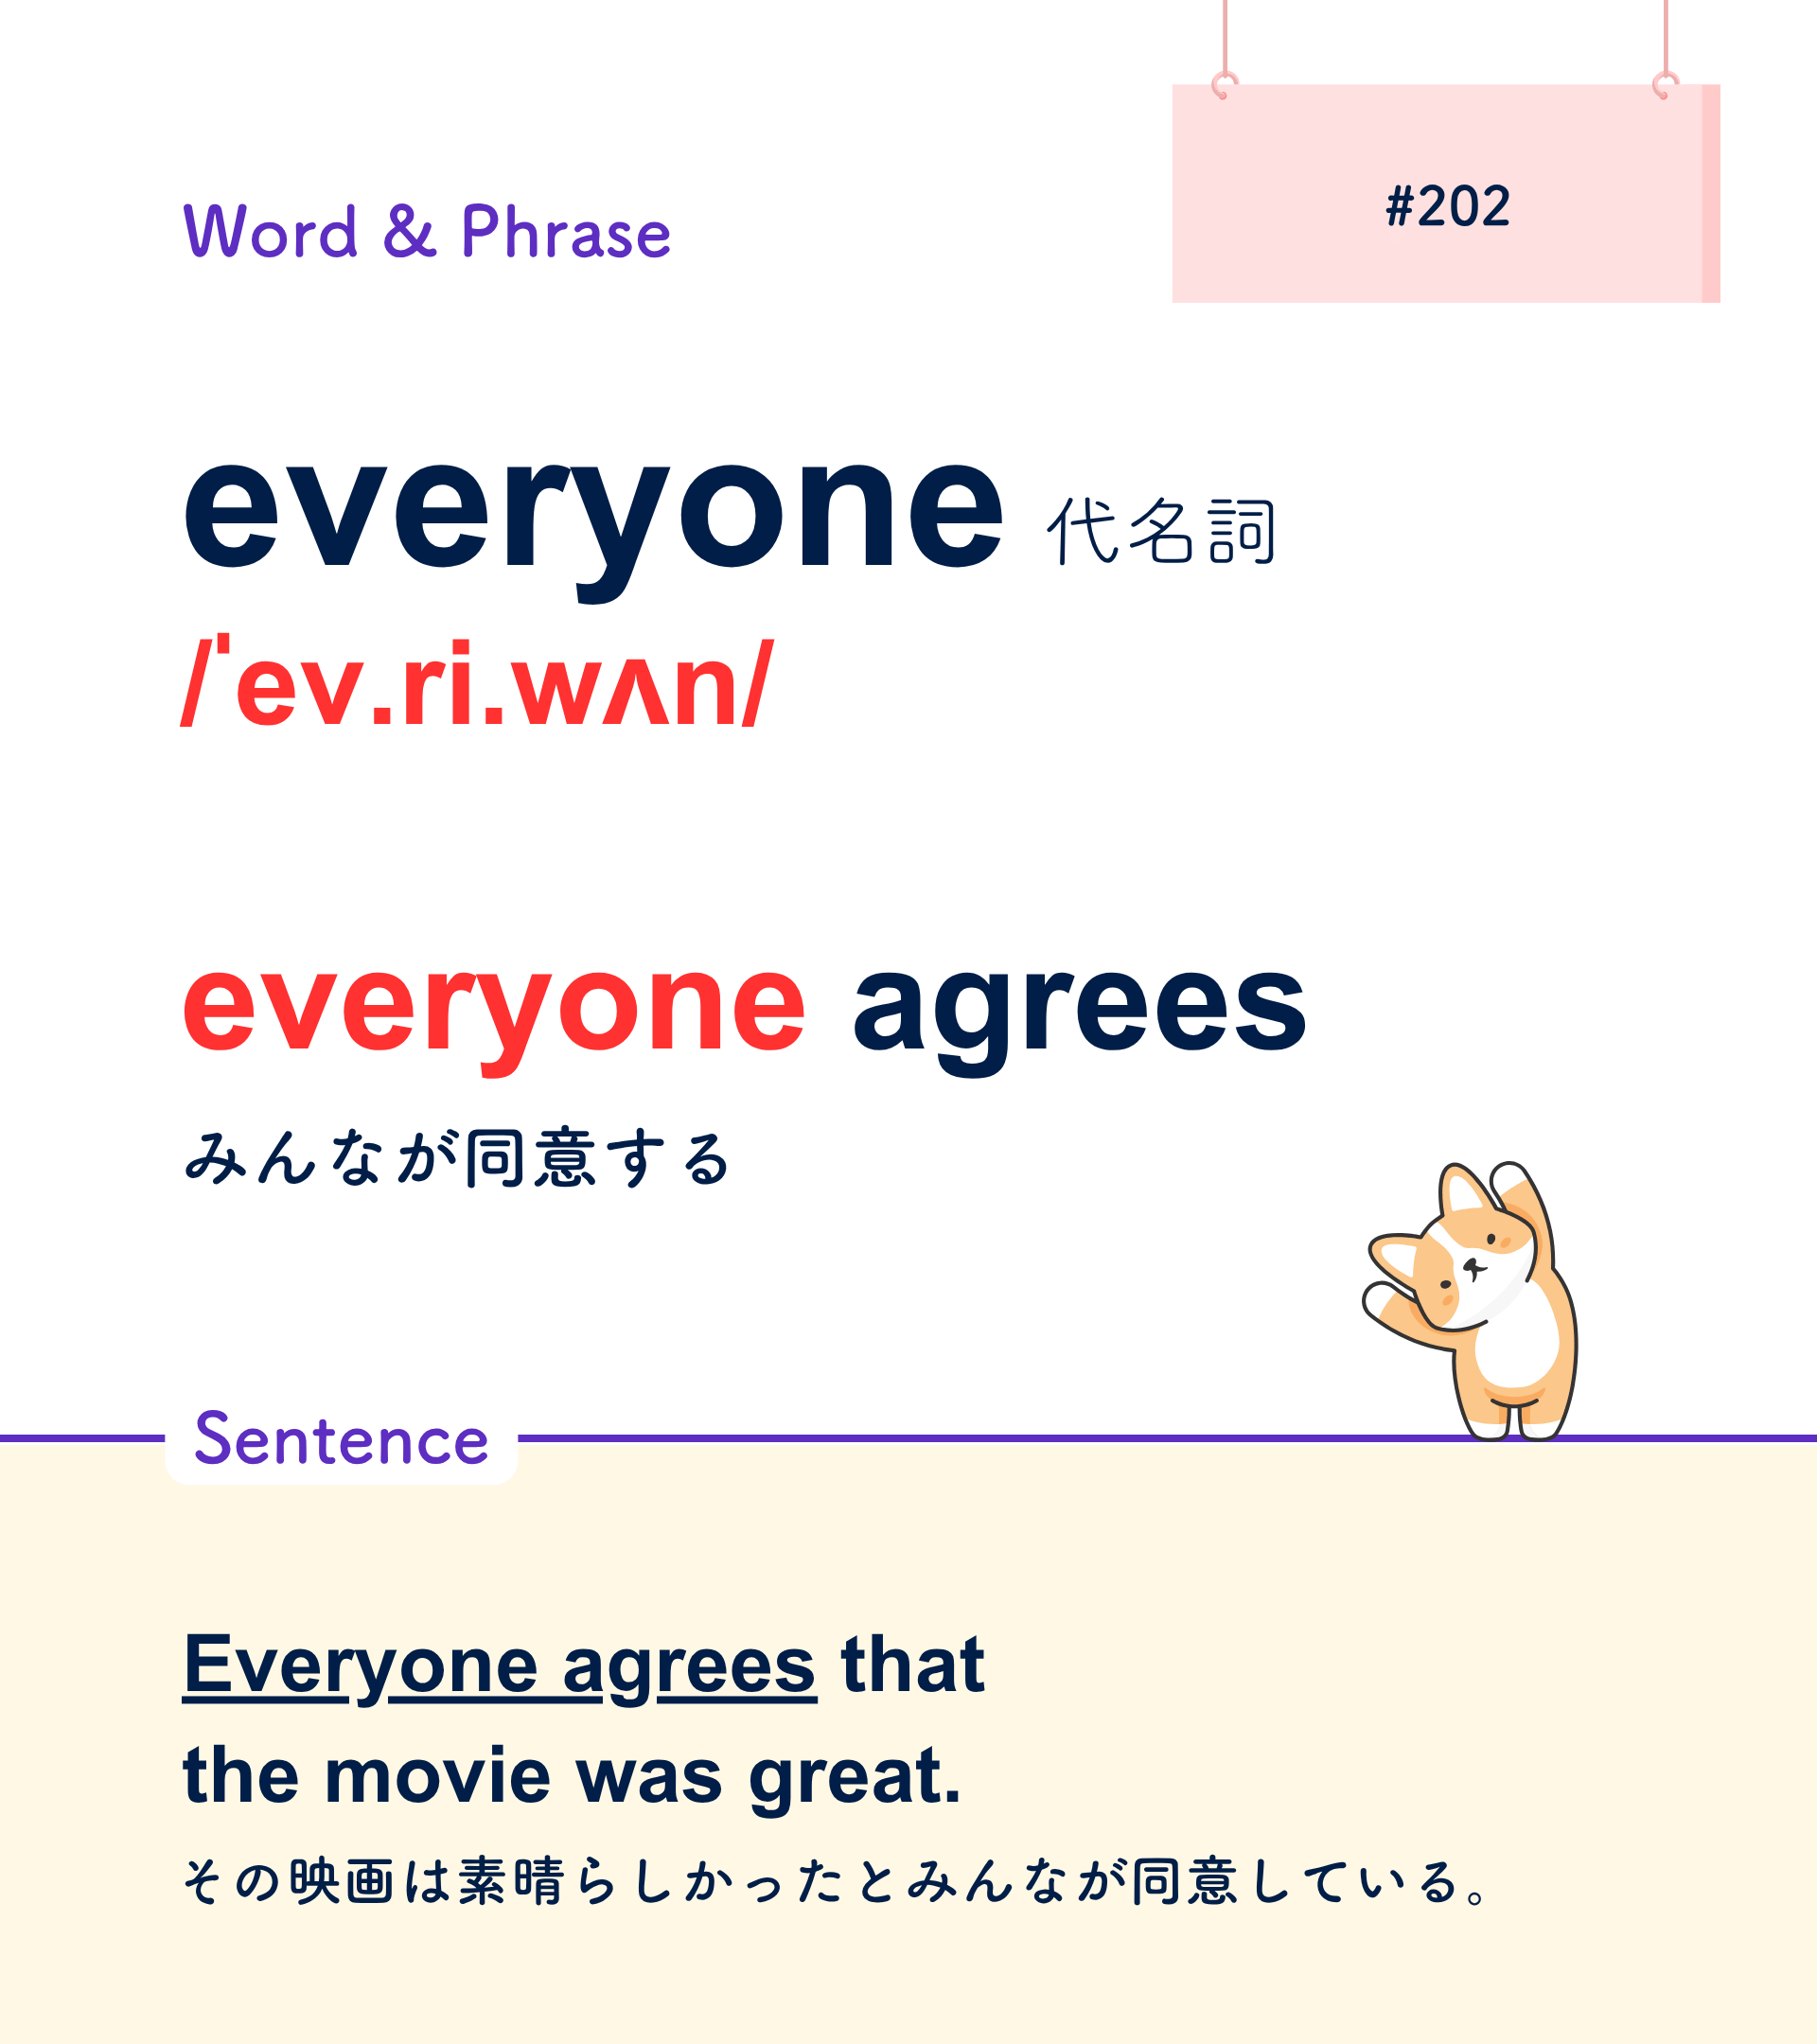 #202
Word & Phrase
everyone 代名詞
/ˈev.ri.wʌn/
everyone agrees
みんなが同意する
Sentence
Everyone agrees that
the movie was great.
その映画は素晴らしかったとみんなが同意している。